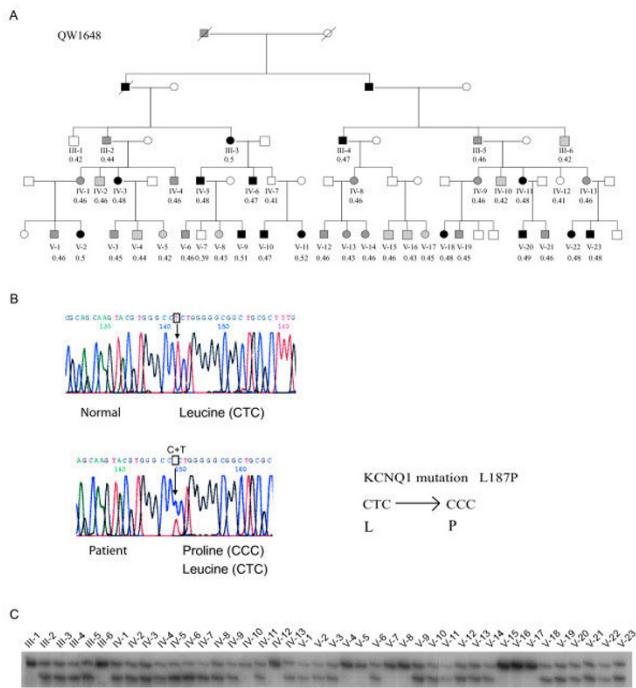 A
QW1648
III-1 III-2 III-3 III-4 III-5 III-6
0.42 0.44 0.5 0.47 0.46 0.42
IV-1 IV-2 IV-3 IV-4 IV-5 IV-6 IV-7 IV-8 IV-9 IV-10 IV-12 IV-11 IV-13
0.46 0.46 0.48 0.46 0.48 0.47 0.41 0.46 0.46 0.42 0.41 0.48 0.46
V-1 V-2 V-3 V-4 V-5 V-6 V-7 V-8 V-9 V-10 V-11 V-12 V-13 V-14 V-15 V-16 V-17 V-18 V-19 V-20 V-21 V-22 V-23
0.46 0.5 0.45 0.44 0.42 0.46 0.39 0.43 0.51 0.47 0.52 0.46 0.43 0.46 0.46 0.43 0.45 0.48 0.45 0.49 0.46 0.48 0.48
B
CGCAGCAAGTACGTGGGCCTCTGGGGGCGGCTGCGCTTTG
130 140 150 160
Normal Leucine (CTC)
C+T
AGCAAGTACGTGGGCC CTGGGGGCGGCTGCGC
140 150 160
Patient Proline (CCC)
Leucine (CTC)
KCNQ1 mutation L187P
CTC CCC
L P
C
III-1 III-2 III-3 III-4 III-5 III-6 IV-1 IV-2 IV-3 IV-4 IV-5 IV-6 IV-7 IV-8 IV-9 IV-10 IV-11 IV-12 IV-13 V-1 V-2 V-3 V-4 V-5 V-6 V-7 V-8 V-9 V-10 V-11 V-12 V-13 V-14 V-15 V-16 V-17 V-18 V-19 V-20 V-21 V-22 V-23